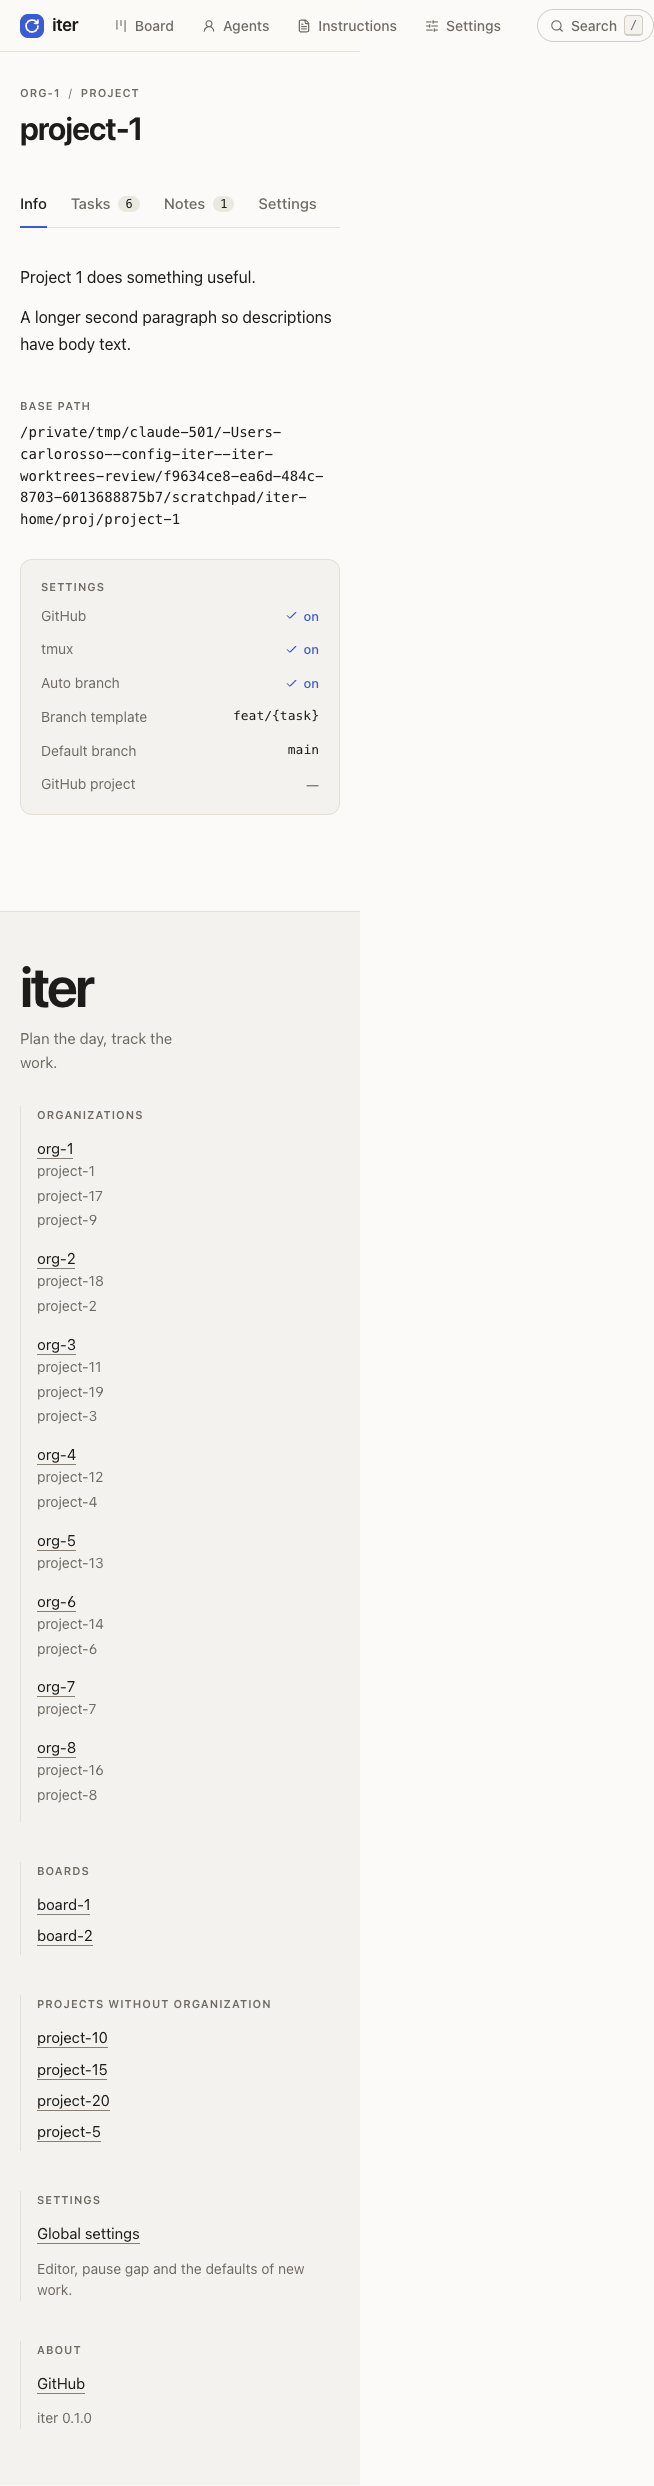 iter Board Agents Instructions Settings Search /
ORG-1 / PROJECT
project-1
Info Tasks 6 Notes 1 Settings
Project 1 does something useful.
A longer second paragraph so descriptions
have body text.
BASE PATH
/private/tmp/claude-501/-Users-
carlorosso--config-iter--iter-
worktrees-review/f9634ce8-ea6d-484c-
8703-6013688875b7/scratchpad/iter-
home/proj/project-1
SETTINGS
GitHub on
tmux on
Auto branch on
Branch template feat/{task}
Default branch main
GitHub project —
iter
Plan the day, track the
work.
ORGANIZATIONS
org-1
project-1
project-17
project-9
org-2
project-18
project-2
org-3
project-11
project-19
project-3
org-4
project-12
project-4
org-5
project-13
org-6
project-14
project-6
org-7
project-7
org-8
project-16
project-8
BOARDS
board-1
board-2
PROJECTS WITHOUT ORGANIZATION
project-10
project-15
project-20
project-5
SETTINGS
Global settings
Editor, pause gap and the defaults of new
work.
ABOUT
GitHub
iter 0.1.0